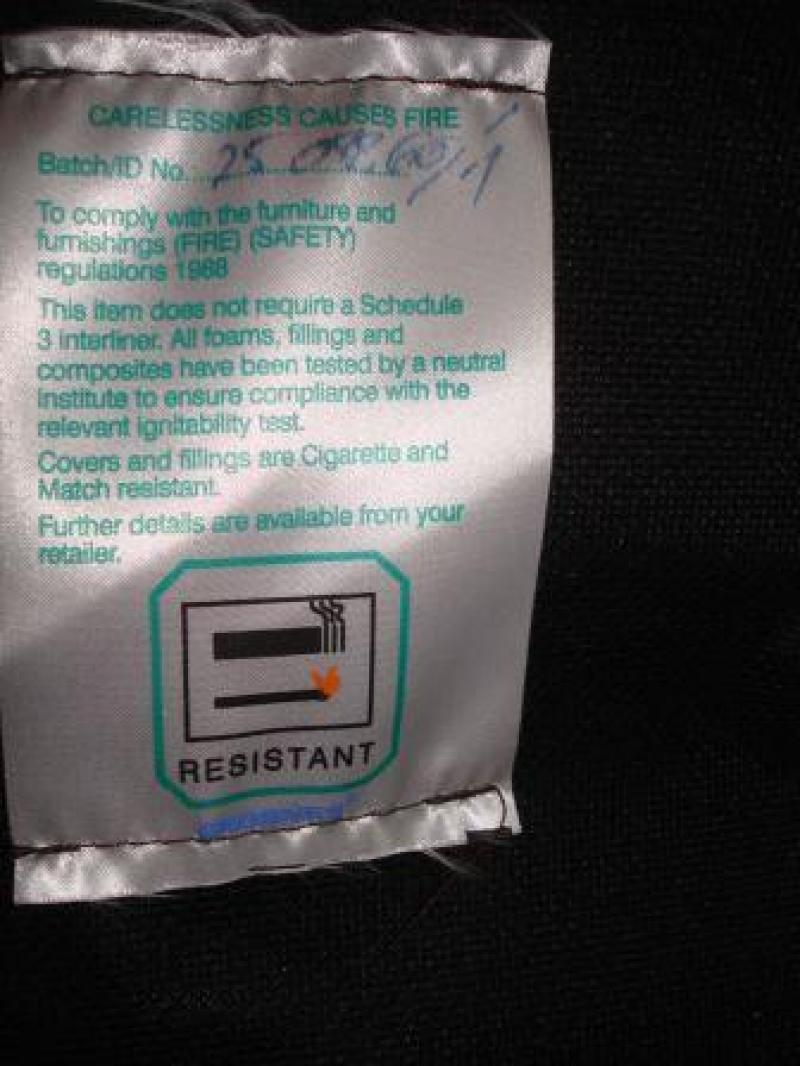 CARELESSNESS CAUSES FIRE
Batch/ID No. 25
To comply with the furniture and
furnishings (FIRE) (SAFETY)
regulations 1988
This item does not require a Schedule
3 interliner. All foams, fillings and
composites have been tested by a neutral
institute to ensure compliance with the
relevant ignitability test.
Covers and fillings are Cigarette and
Match resistant.
Further details are available from your
retailer.
RESISTANT